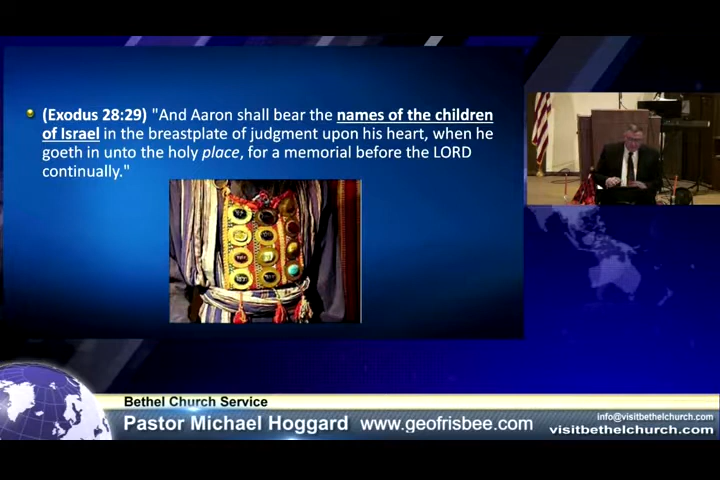 (Exodus 28:29) "And Aaron shall bear the names of the children
of Israel in the breastplate of judgment upon his heart, when he
goeth in unto the holy place, for a memorial before the LORD
continually."
Bethel Church Service
Pastor Michael Hoggard www.geofrisbee.com
info@visitbethelchurch.com
visitbethelchurch.com